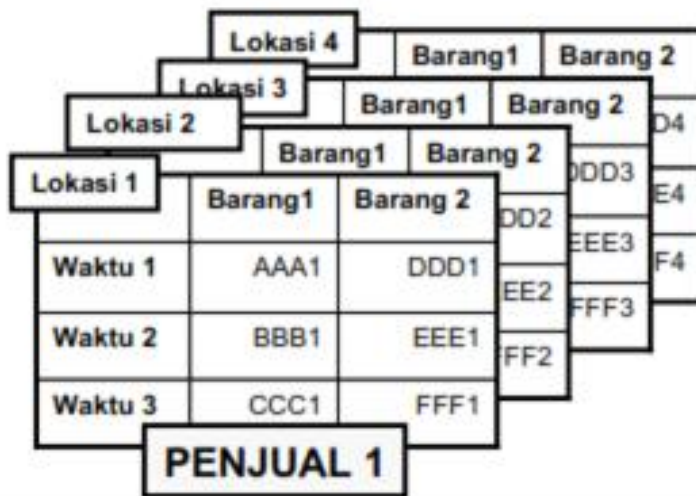 Lokasi 4 Barang1 Barang 2
Lokasi 3 Barang1 Barang 2 D4
Lokasi 2 Barang1 Barang 2 DDD3 E4
Lokasi 1 Barang1 Barang 2 DD2 EEE3 F4
Waktu 1 AAA1 DDD1 EE2 FFF3
Waktu 2 BBB1 EEE1 FF2
Waktu 3 CCC1 FFF1
PENJUAL 1